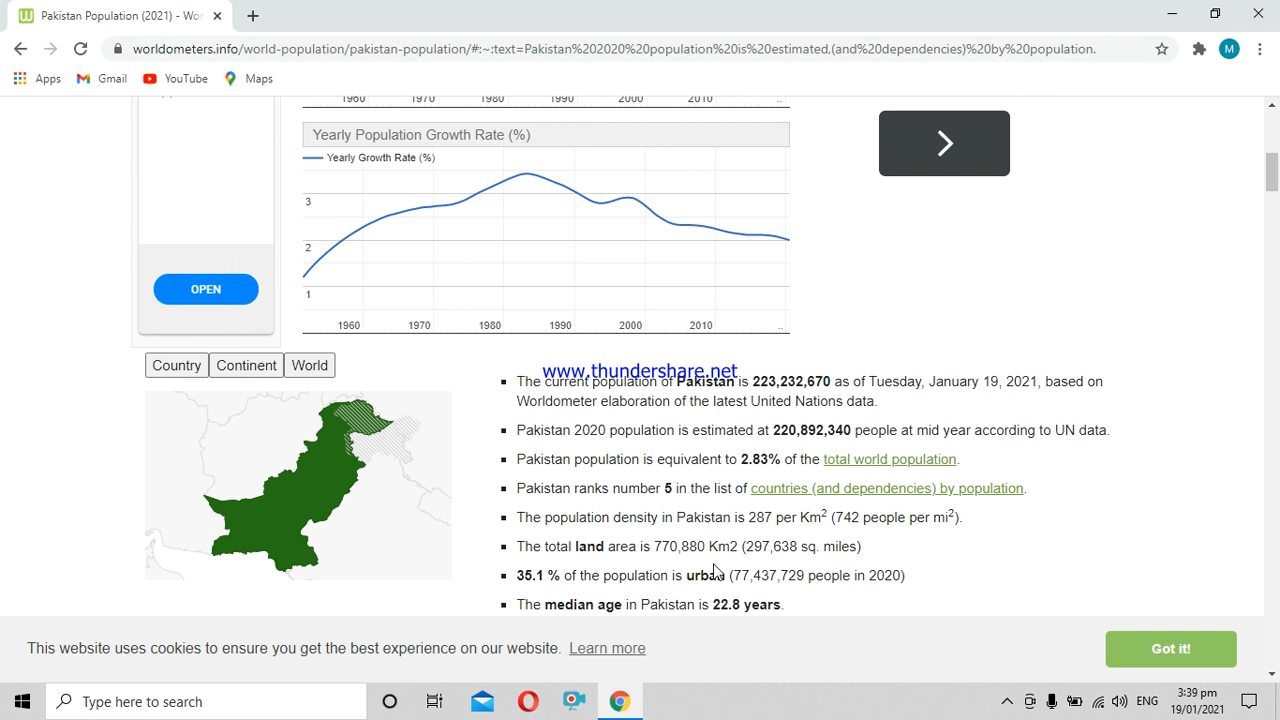 Pakistan Population (2021) - Wor
worldometers.info/world-population/pakistan-population/#:~:text=Pakistan%202020%20population%20is%20estimated,(and%20dependencies)%20by%20population.
M
Apps Gmail YouTube Maps
1960 1970 1980 1990 2000 2010 ..
Yearly Population Growth Rate (%)
Yearly Growth Rate (%)
3
2
1
OPEN
1960 1970 1980 1990 2000 2010 ..
Country Continent World
www.thundershare.net
The current population of Pakistan is 223,232,670 as of Tuesday, January 19, 2021, based on
Worldometer elaboration of the latest United Nations data.
Pakistan 2020 population is estimated at 220,892,340 people at mid year according to UN data.
Pakistan population is equivalent to 2.83% of the total world population.
Pakistan ranks number 5 in the list of countries (and dependencies) by population.
The population density in Pakistan is 287 per Km² (742 people per mi²).
The total land area is 770,880 Km2 (297,638 sq. miles)
35.1 % of the population is urban (77,437,729 people in 2020)
The median age in Pakistan is 22.8 years.
This website uses cookies to ensure you get the best experience on our website. Learn more
Got it!
Type here to search
ENG
3:39 pm
19/01/2021